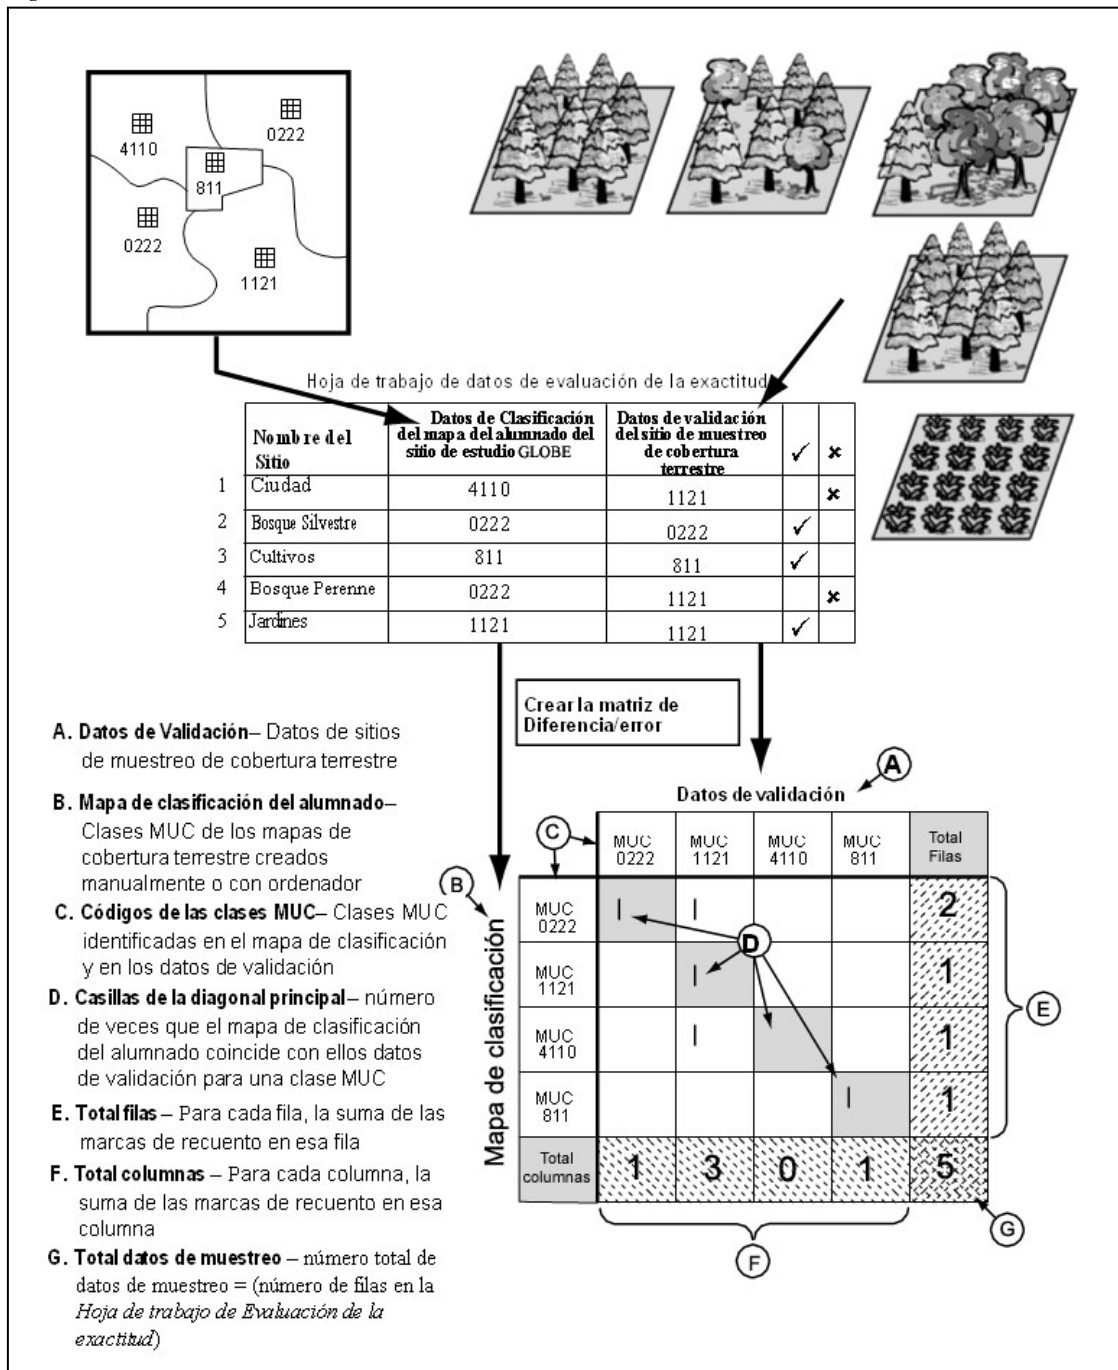 4110
0222
811
0222
1121
Hoja de trabajo de datos de evaluación de la exactitud
Nombre del
Sitio
Datos de Clasificación
del mapa del alumnado del
sitio de estudio GLOBE
Datos de validación
del sitio de muestreo
de cobertura
terrestre
✓ ✗
1 Ciudad 4110 1121 ✗
2 Bosque Silvestre 0222 0222 ✓
3 Cultivos 811 811 ✓
4 Bosque Perenne 0222 1121 ✗
5 Jardines 1121 1121 ✓
Crear la matriz de
Diferencia/error
A. Datos de Validación– Datos de sitios
de muestreo de cobertura terrestre
B. Mapa de clasificación del alumnado–
Clases MUC de los mapas de
cobertura terrestre creados
manualmente o con ordenador
C. Códigos de las clases MUC– Clases MUC
identificadas en el mapa de clasificación
y en los datos de validación
D. Casillas de la diagonal principal– número
de veces que el mapa de clasificación
del alumnado coincide con ellos datos
de validación para una clase MUC
E. Total filas – Para cada fila, la suma de las
marcas de recuento en esa fila
F. Total columnas – Para cada columna, la
suma de las marcas de recuento en esa
columna
G. Total datos de muestreo – número total de
datos de muestreo = (número de filas en la
Hoja de trabajo de Evaluación de la
exactitud)
A
Datos de validación
C
B
Mapa de clasificación
MUC
0222
MUC
1121
MUC
4110
MUC
811
Total
Filas
MUC
0222
| | 2
D
MUC
1121
| 1
E
MUC
4110
| 1
MUC
811
| 1
Total
columnas
1 3 0 1 5
F
G